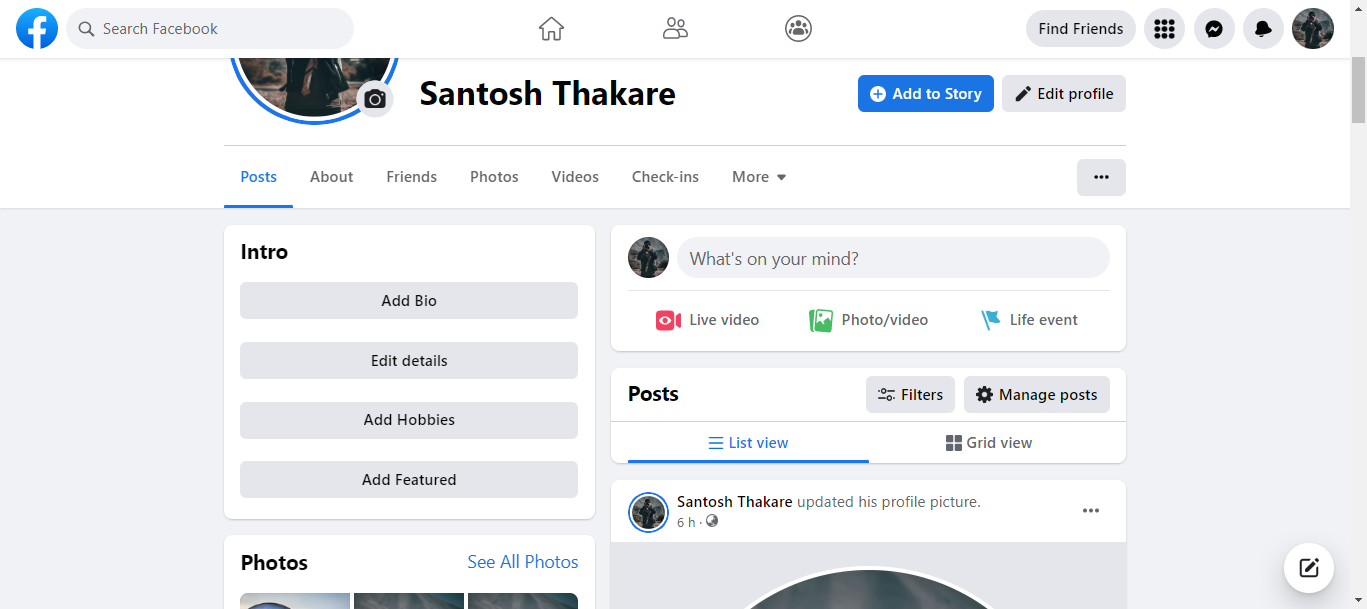 Search Facebook
Find Friends
Santosh Thakare
Add to Story
Edit profile
Posts
About
Friends
Photos
Videos
Check-ins
More
Intro
Add Bio
Edit details
Add Hobbies
Add Featured
Photos
See All Photos
What's on your mind?
Live video
Photo/video
Life event
Posts
Filters
Manage posts
List view
Grid view
Santosh Thakare updated his profile picture.
6 h ·